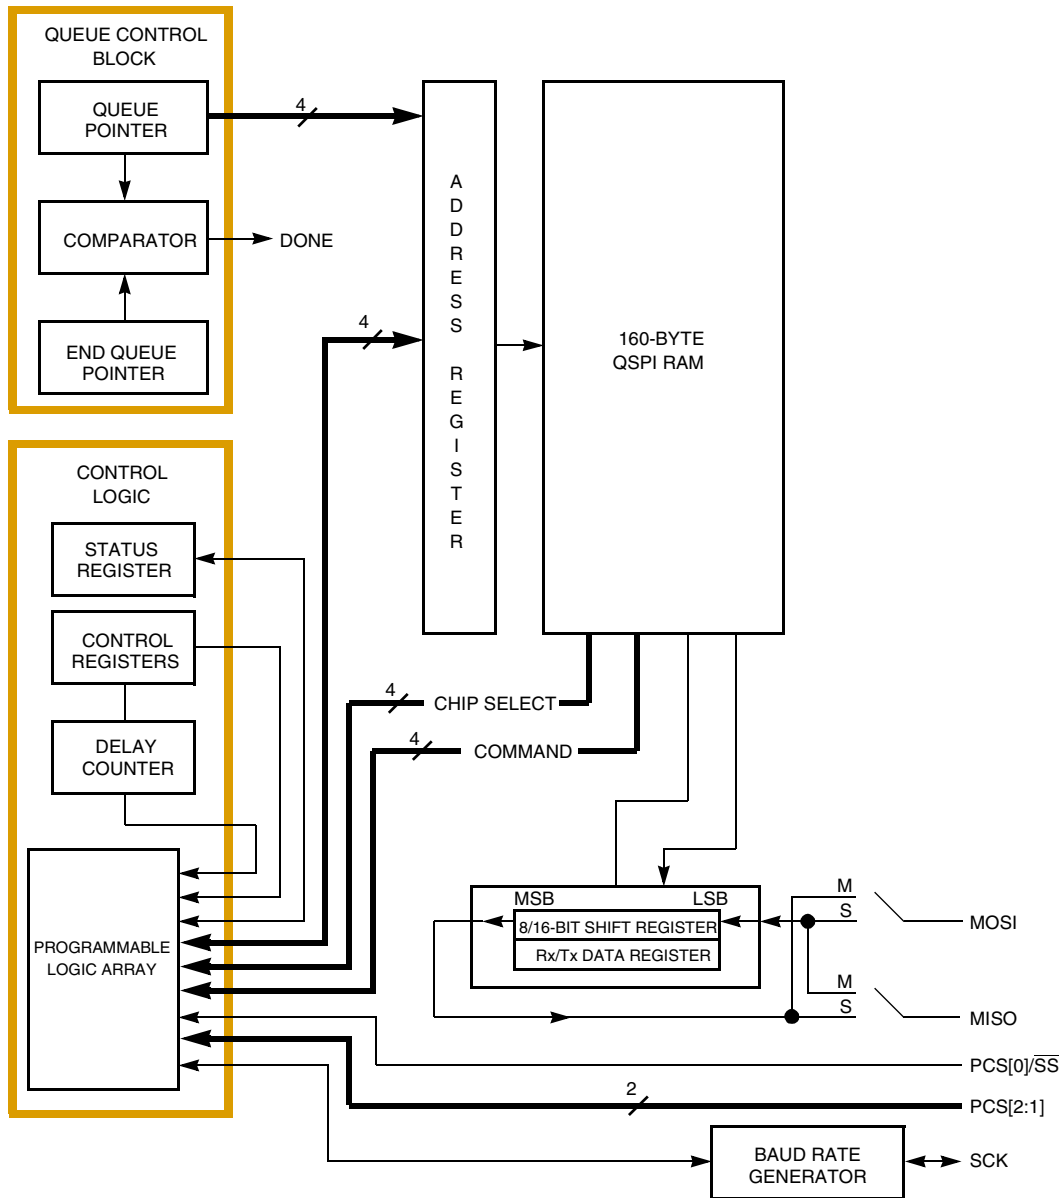 QUEUE CONTROL
BLOCK
QUEUE
POINTER
4
COMPARATOR
DONE
END QUEUE
POINTER
4
ADDRESS REGISTER
160-BYTE
QSPI RAM
CONTROL
LOGIC
STATUS
REGISTER
CONTROL
REGISTERS
DELAY
COUNTER
PROGRAMMABLE
LOGIC ARRAY
4
CHIP SELECT
4
COMMAND
MSB
LSB
8/16-BIT SHIFT REGISTER
Rx/Tx DATA REGISTER
M
S
MOSI
M
S
MISO
PCS[0]/S̅S̅
2
PCS[2:1]
BAUD RATE
GENERATOR
SCK